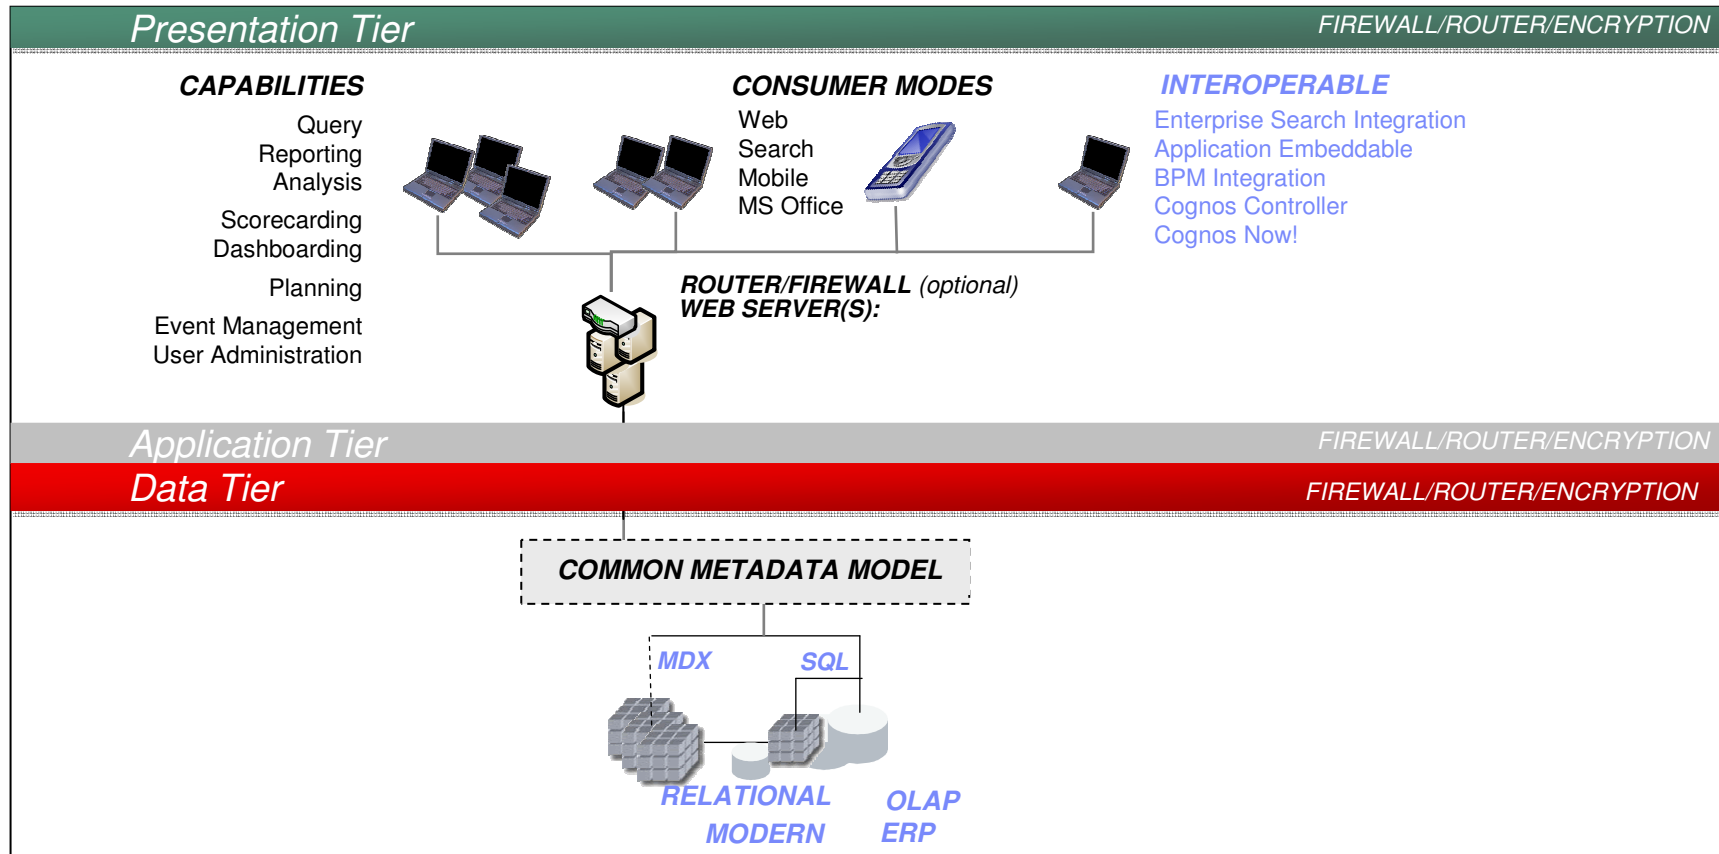 Presentation Tier
FIREWALL/ROUTER/ENCRYPTION
CAPABILITIES
Query
Reporting
Analysis
Scorecarding
Dashboarding
Planning
Event Management
User Administration
CONSUMER MODES
Web
Search
Mobile
MS Office
INTEROPERABLE
Enterprise Search Integration
Application Embeddable
BPM Integration
Cognos Controller
Cognos Now!
ROUTER/FIREWALL (optional)
WEB SERVER(S):
Application Tier
FIREWALL/ROUTER/ENCRYPTION
Data Tier
FIREWALL/ROUTER/ENCRYPTION
COMMON METADATA MODEL
MDX
SQL
RELATIONAL
OLAP
MODERN
ERP